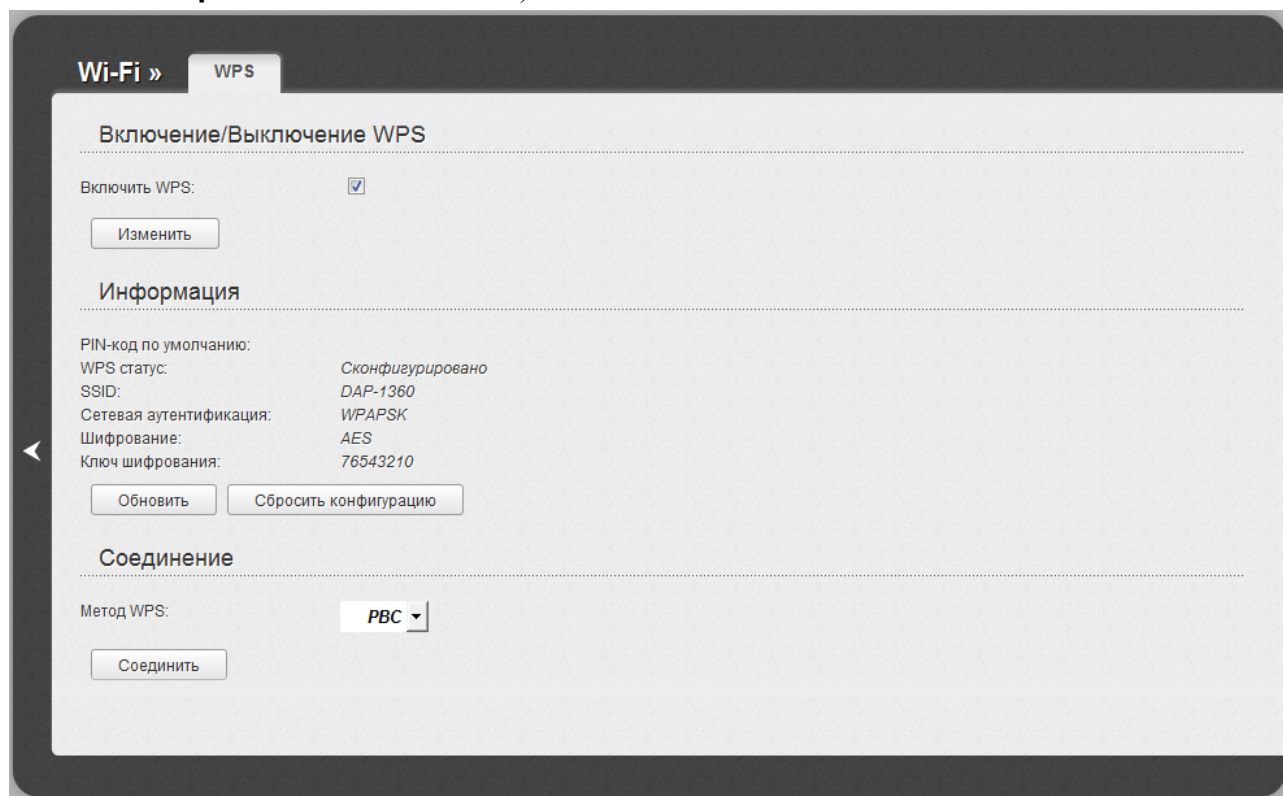 Wi-Fi » WPS
Включение/Выключение WPS
Включить WPS:
Изменить
Информация
PIN-код по умолчанию:
WPS статус: Сконфигурировано
SSID: DAP-1360
Сетевая аутентификация: WPAPSK
Шифрование: AES
Ключ шифрования: 76543210
Обновить Сбросить конфигурацию
Соединение
Метод WPS: PBC
Соединить